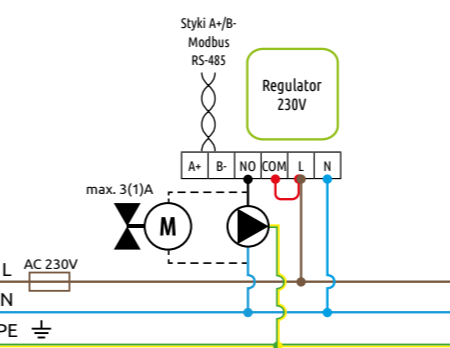 Styki A+/B-
Modbus
RS-485
Regulator
230V
A+ B- NO COM L N
max. 3(1)A
M
L AC 230V
N
PE